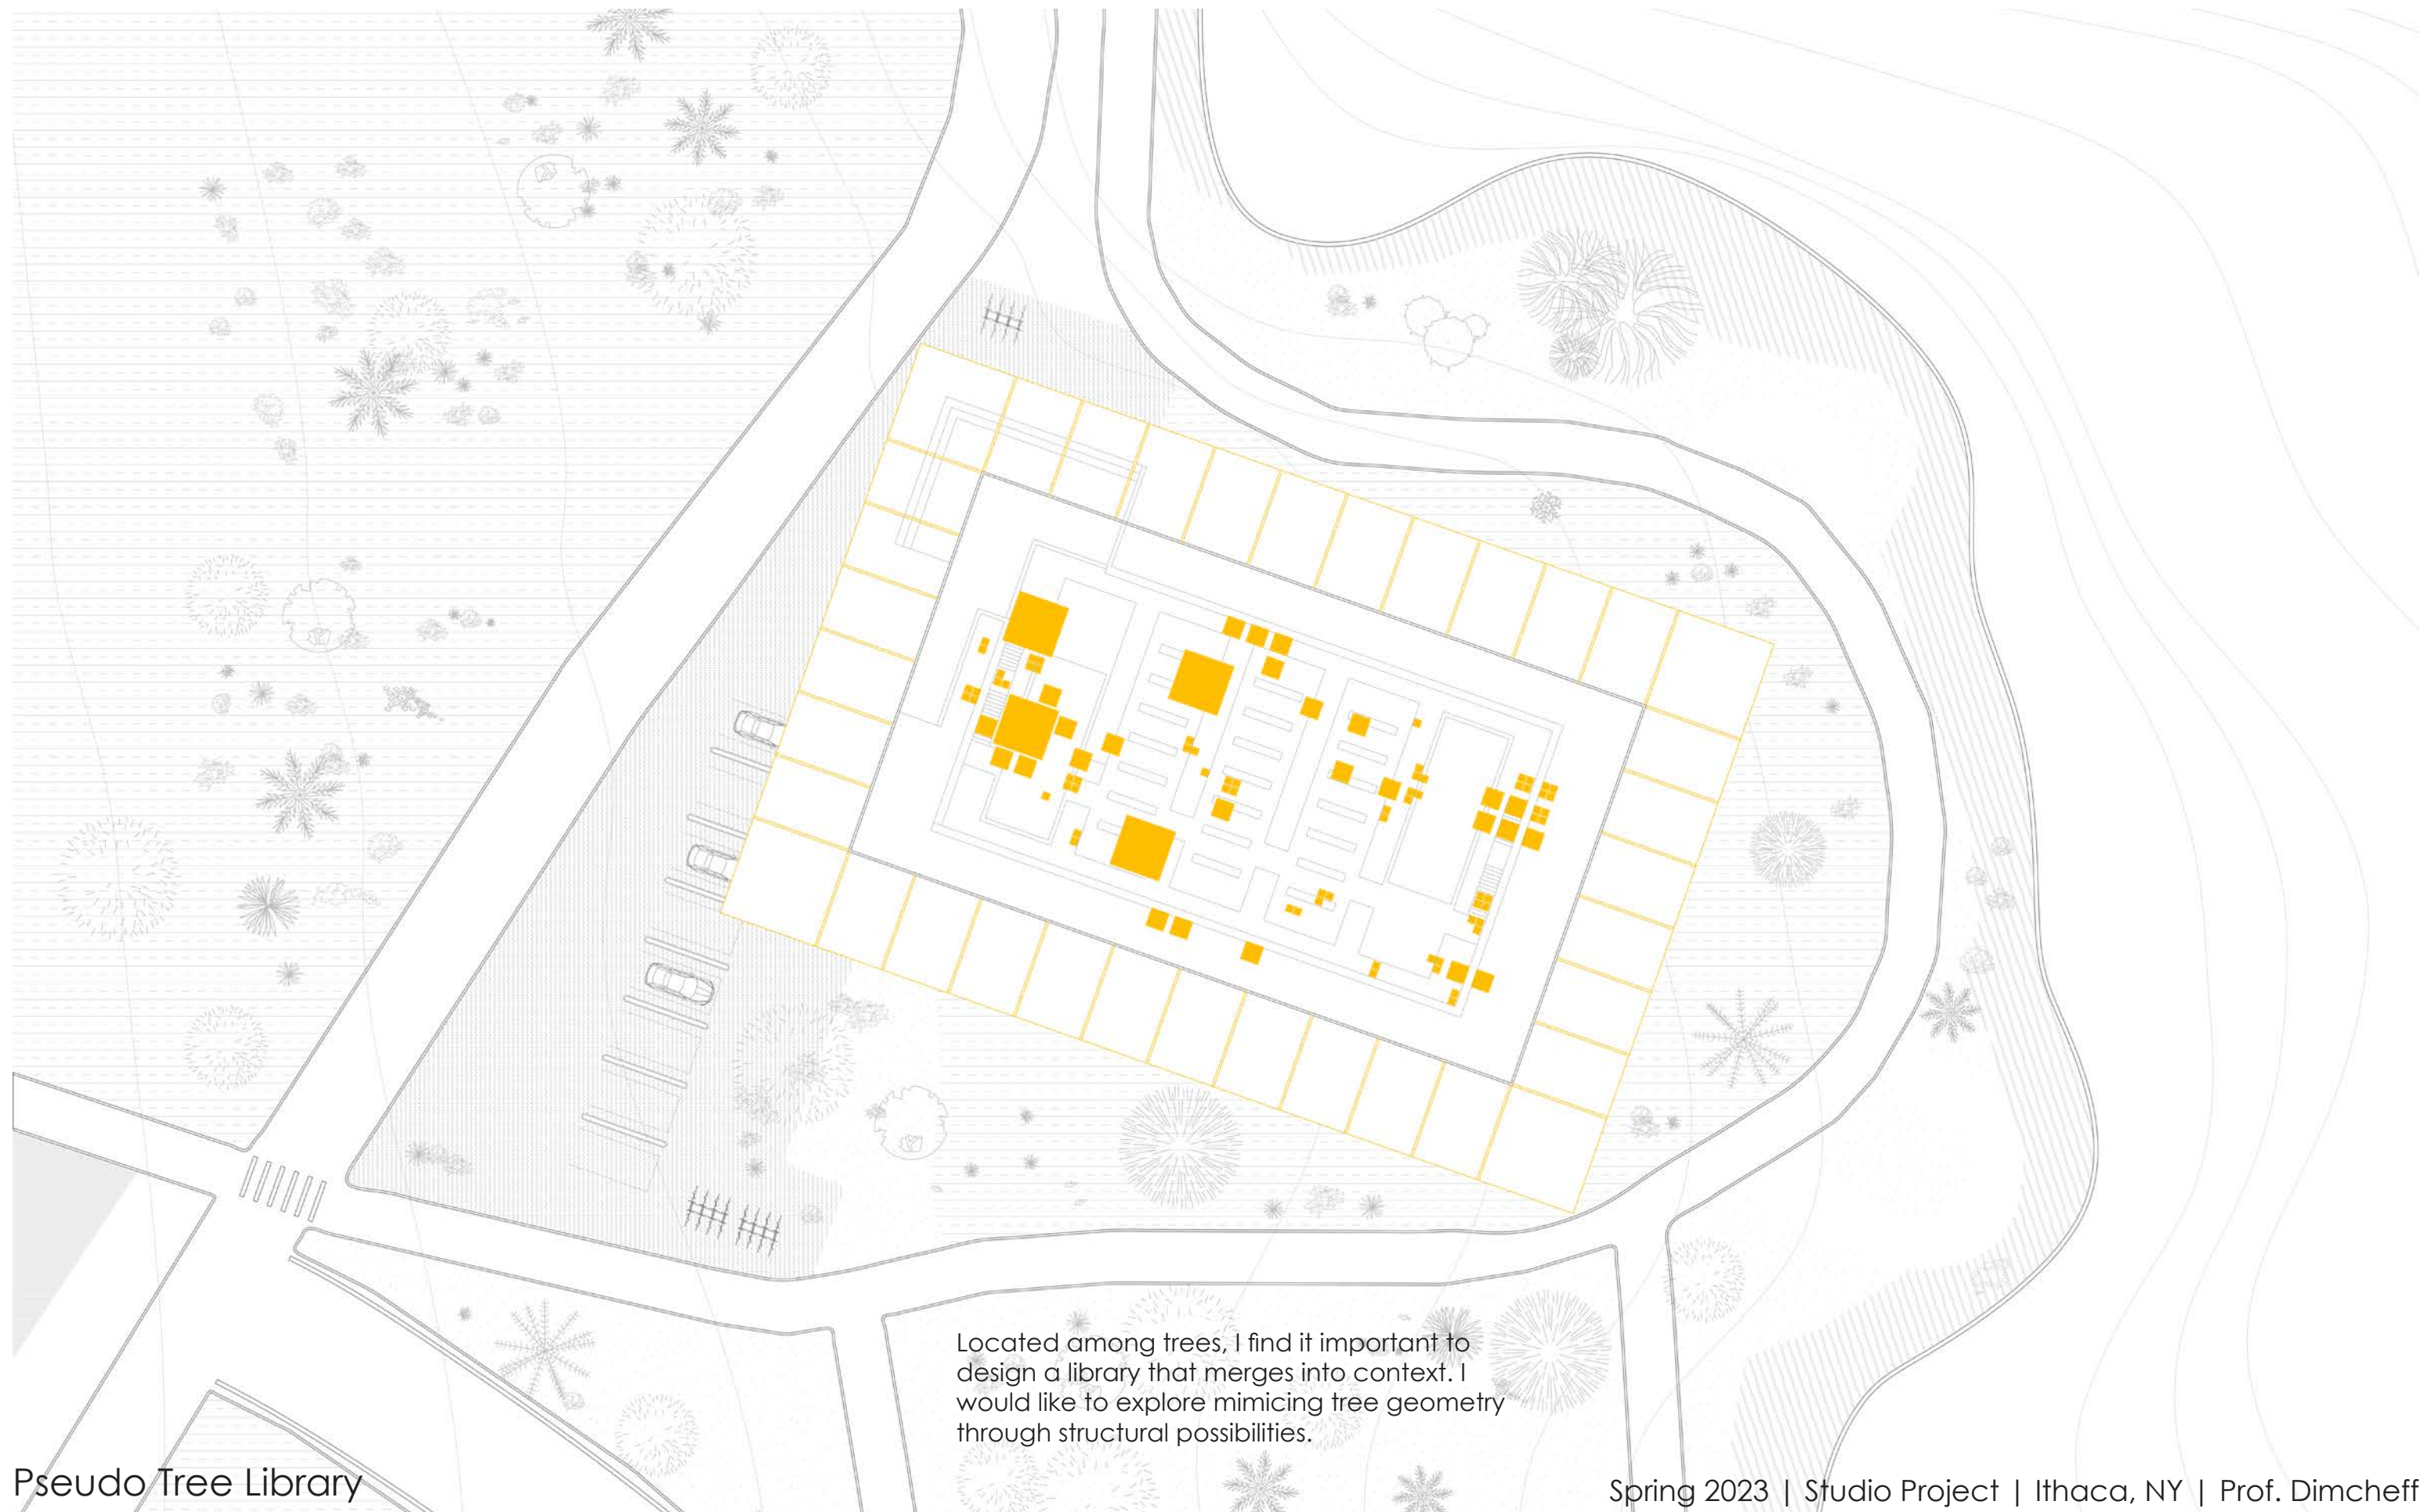 Located among trees, I find it important to
design a library that merges into context. I
would like to explore mimicing tree geometry
through structural possibilities.
Pseudo Tree Library
Spring 2023 | Studio Project | Ithaca, NY | Prof. Dimcheff